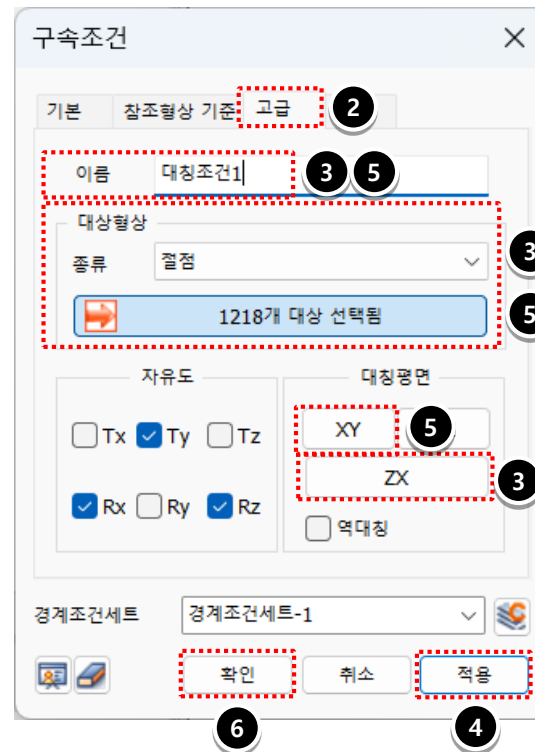 구속조건
기본 참조형상 기준 고급 2
이름 대칭조건1 3 5
대상형상
종류 절점 3
1218개 대상 선택됨 5
자유도 대칭평면
Tx Ty Tz XY 5
ZX 3
Rx Ry Rz
역대칭
경계조건세트 경계조건세트-1
확인 취소 적용
6 4